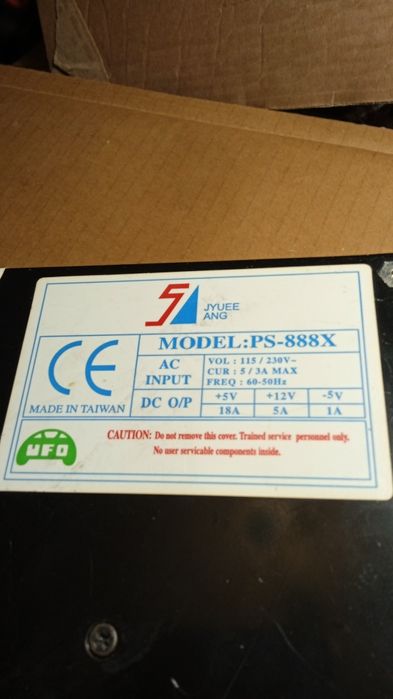 JYUEE
ANG
MODEL:PS-888X
CE
MADE IN TAIWAN
AC
INPUT
VOL : 115 / 230V~
CUR : 5 / 3A MAX
FREQ : 60-50Hz
DC O/P
+5V +12V -5V
18A 5A 1A
UFO
CAUTION: Do not remove this cover. Trained service personnel only.
No user servicable components inside.